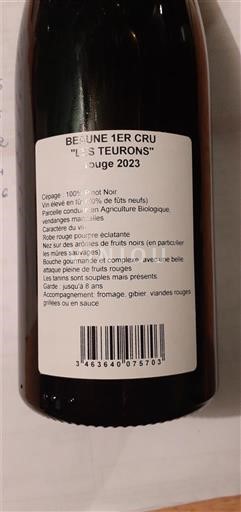 BEAUNE 1ER CRU
"LES TEURONS"
rouge 2023
Cépage : 100% Pinot Noir
Vin élevé en fût (20% de fûts neufs)
Parcelle conduite en Agriculture Biologique,
vendanges manuelles
Caractère du vin
Robe rouge pourpre éclatante
Nez sur des arômes de fruits noirs (en particulier
les mûres sauvages)
Bouche gourmande et complexe avec une belle
attaque pleine de fruits rouges
Les tanins sont souples mais présents.
Garde : jusqu'à 8 ans
Accompagnement: fromage, gibier, viandes rouges
grillées ou en sauce
3 463640 075703